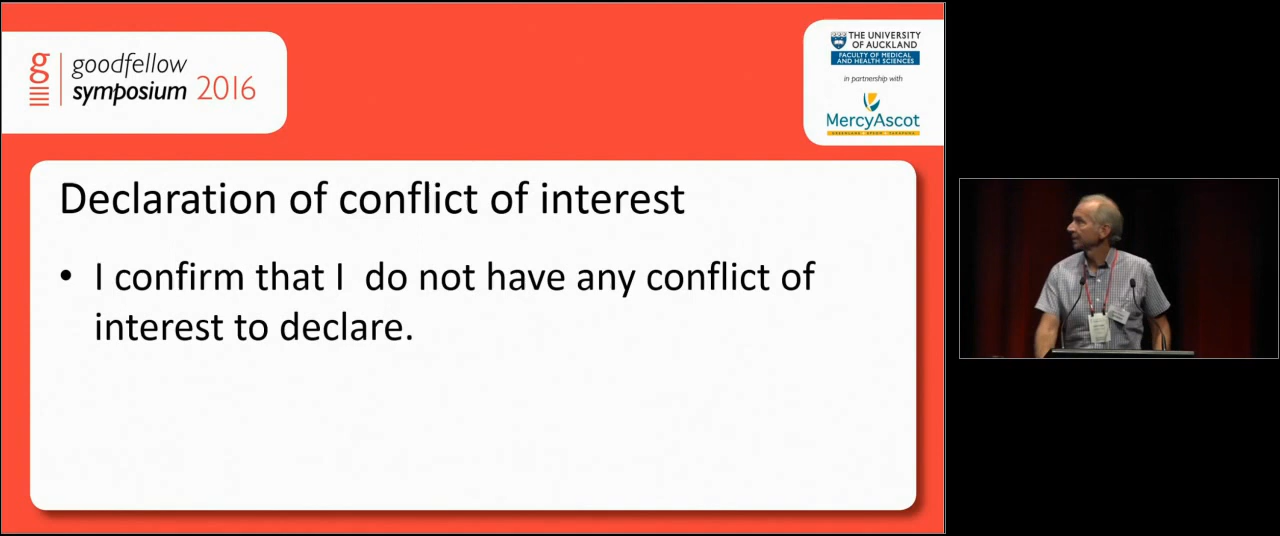 g
goodfellow
symposium 2016
THE UNIVERSITY
OF AUCKLAND
FACULTY OF MEDICAL
AND HEALTH SCIENCES
in partnership with
MercyAscot
Declaration of conflict of interest
• I confirm that I  do not have any conflict of
interest to declare.